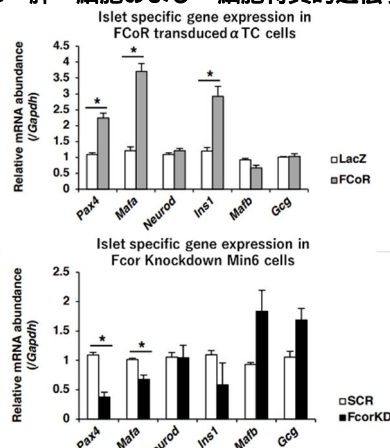 Islet specific gene expression in
FCoR transduced α TC cells
Relative mRNA abundance
(/Gapdh)
4.5
4
3.5
3
2.5
2
1.5
1
0.5
0
*
*
*
Pax4
Mafa
Neurod
Ins1
Mafb
Gcg
LacZ
FCoR
Islet specific gene expression in
Fcor Knockdown Min6 cells
Relative mRNA abundance
(/Gapdh)
2.5
2
1.5
1
0.5
0
*
*
Pax4
Mafa
Ins1
Mafb
Gcg
SCR
FcorKD